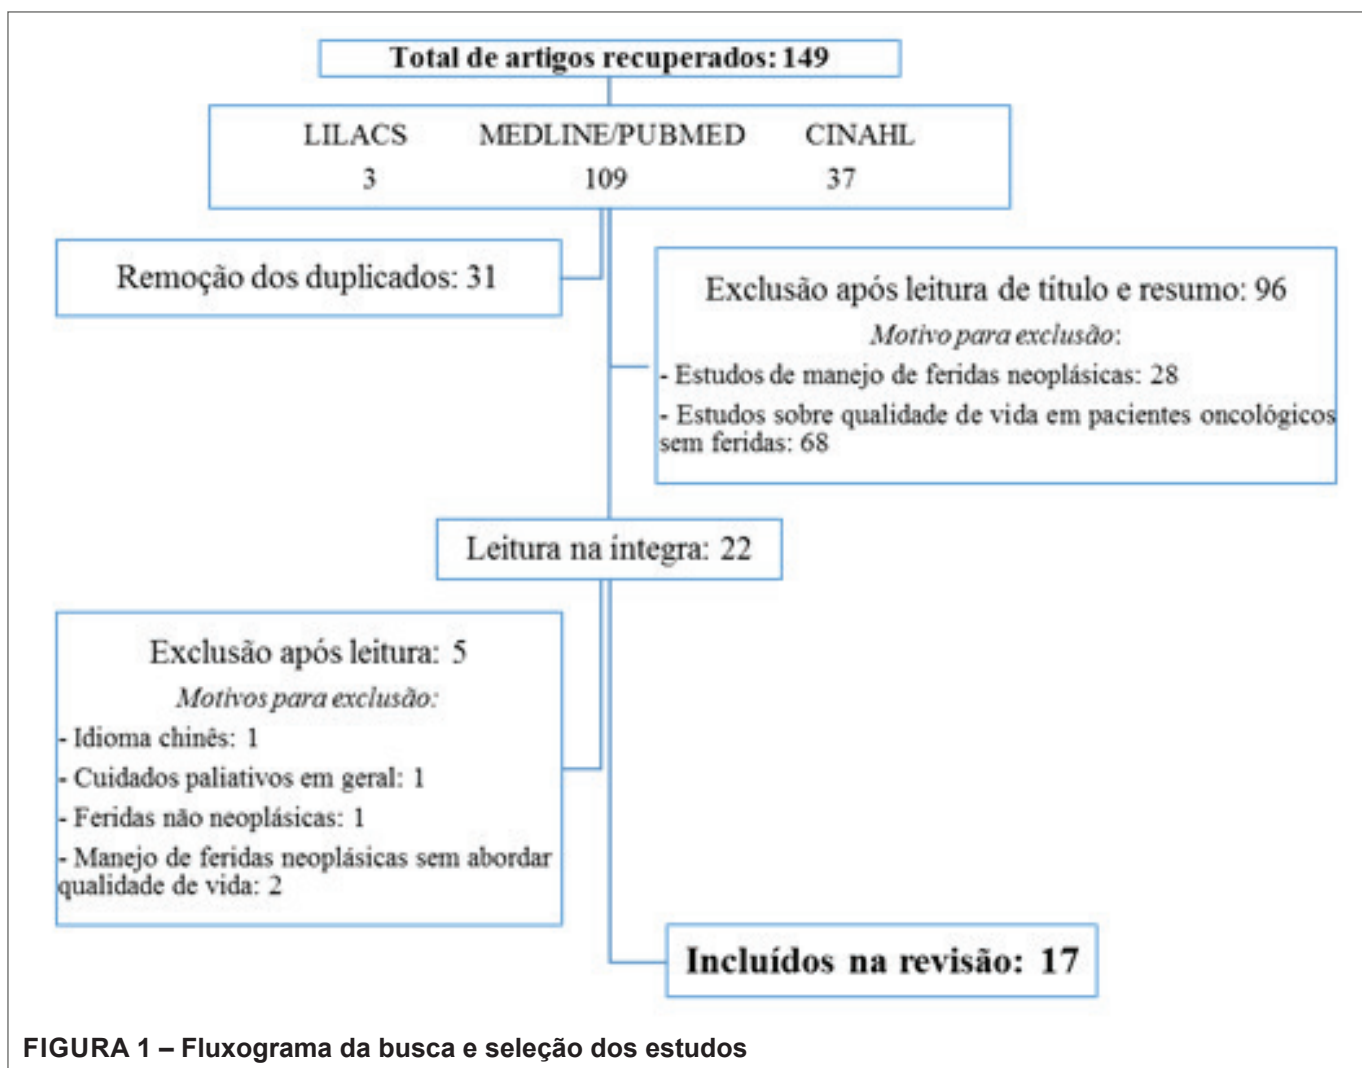 Total de artigos recuperados: 149
LILACS MEDLINE/PUBMED CINAHL
3 109 37
Remoção dos duplicados: 31
Exclusão após leitura de título e resumo: 96
Motivo para exclusão:
- Estudos de manejo de feridas neoplásicas: 28
- Estudos sobre qualidade de vida em pacientes oncológicos
sem feridas: 68
Leitura na íntegra: 22
Exclusão após leitura: 5
Motivos para exclusão:
- Idioma chinês: 1
- Cuidados paliativos em geral: 1
- Feridas não neoplásicas: 1
- Manejo de feridas neoplásicas sem abordar
qualidade de vida: 2
Incluídos na revisão: 17
FIGURA 1 – Fluxograma da busca e seleção dos estudos